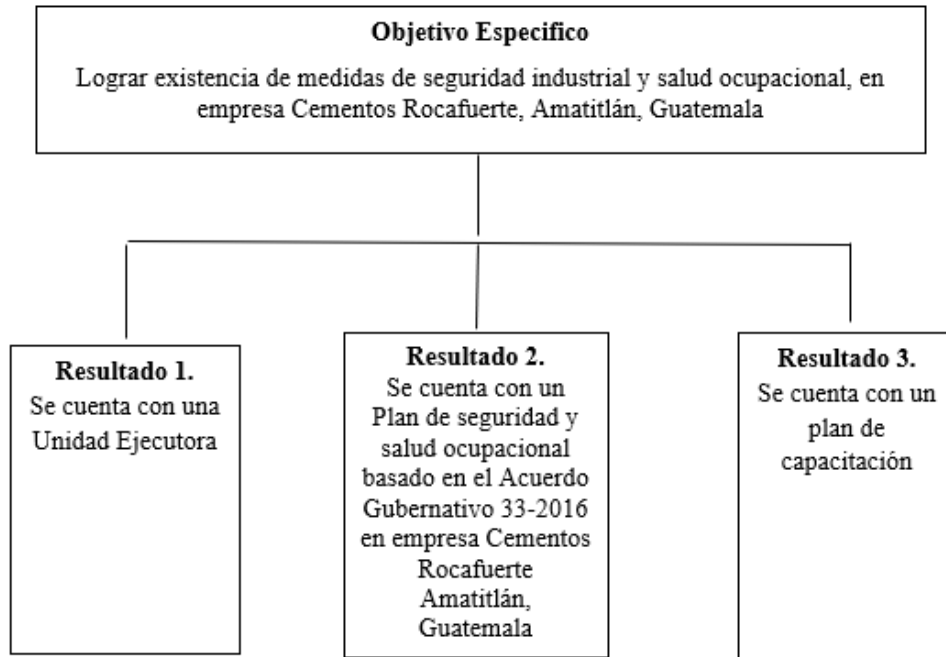 Objetivo Especifico
Lograr existencia de medidas de seguridad industrial y salud ocupacional, en
empresa Cementos Rocafuerte, Amatitlán, Guatemala
Resultado 1.
Se cuenta con una
Unidad Ejecutora
Resultado 2.
Se cuenta con un
Plan de seguridad y
salud ocupacional
basado en el Acuerdo
Gubernativo 33-2016
en empresa Cementos
Rocafuerte
Amatitlán,
Guatemala
Resultado 3.
Se cuenta con un
plan de
capacitación